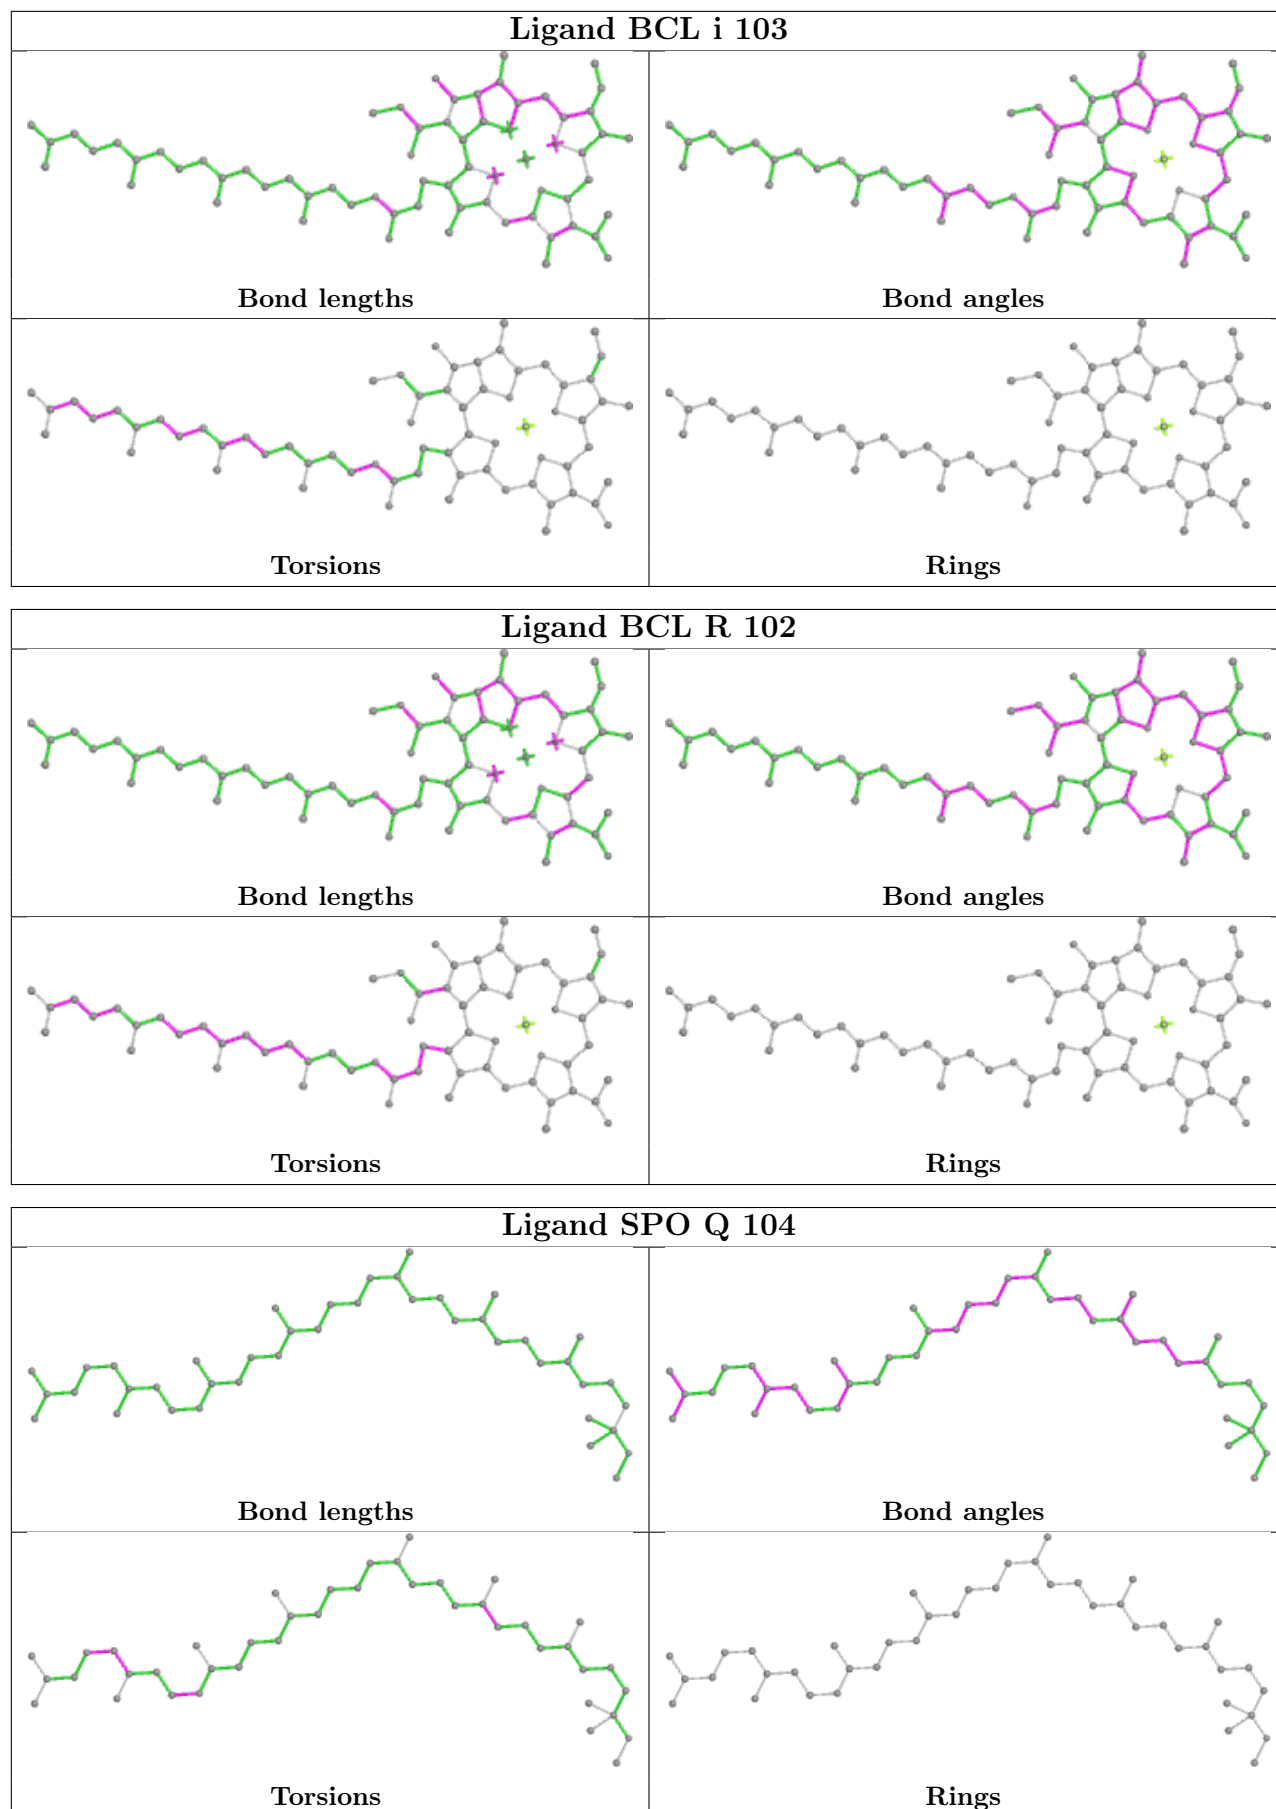 Ligand BCL i 103
Bond lengths
Bond angles
Torsions
Rings
Ligand BCL R 102
Bond lengths
Bond angles
Torsions
Rings
Ligand SPO Q 104
Bond lengths
Bond angles
Torsions
Rings